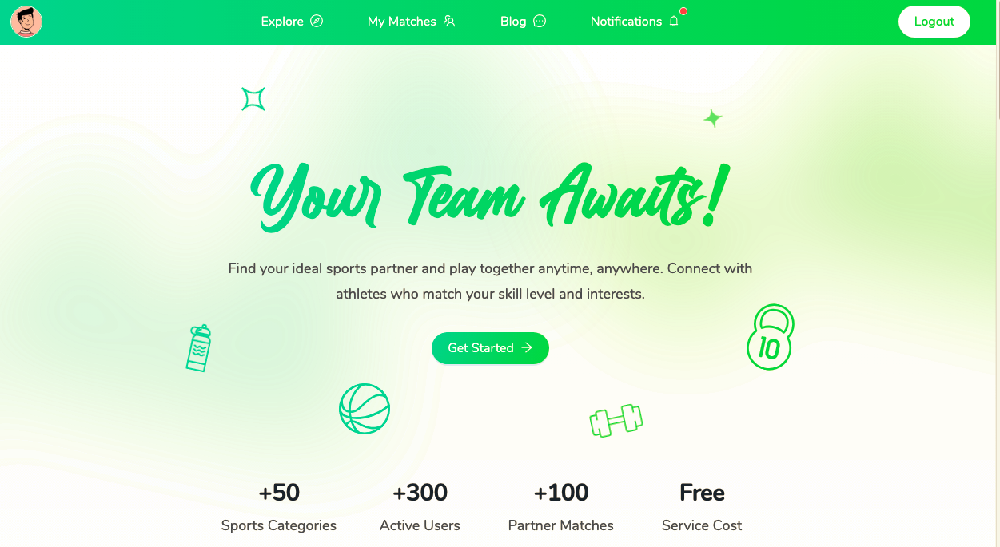 Explore
My Matches
Blog
Notifications
Logout
Your Team Awaits!
Find your ideal sports partner and play together anytime, anywhere. Connect with
athletes who match your skill level and interests.
Get Started
10
+50
+300
+100
Free
Sports Categories
Active Users
Partner Matches
Service Cost